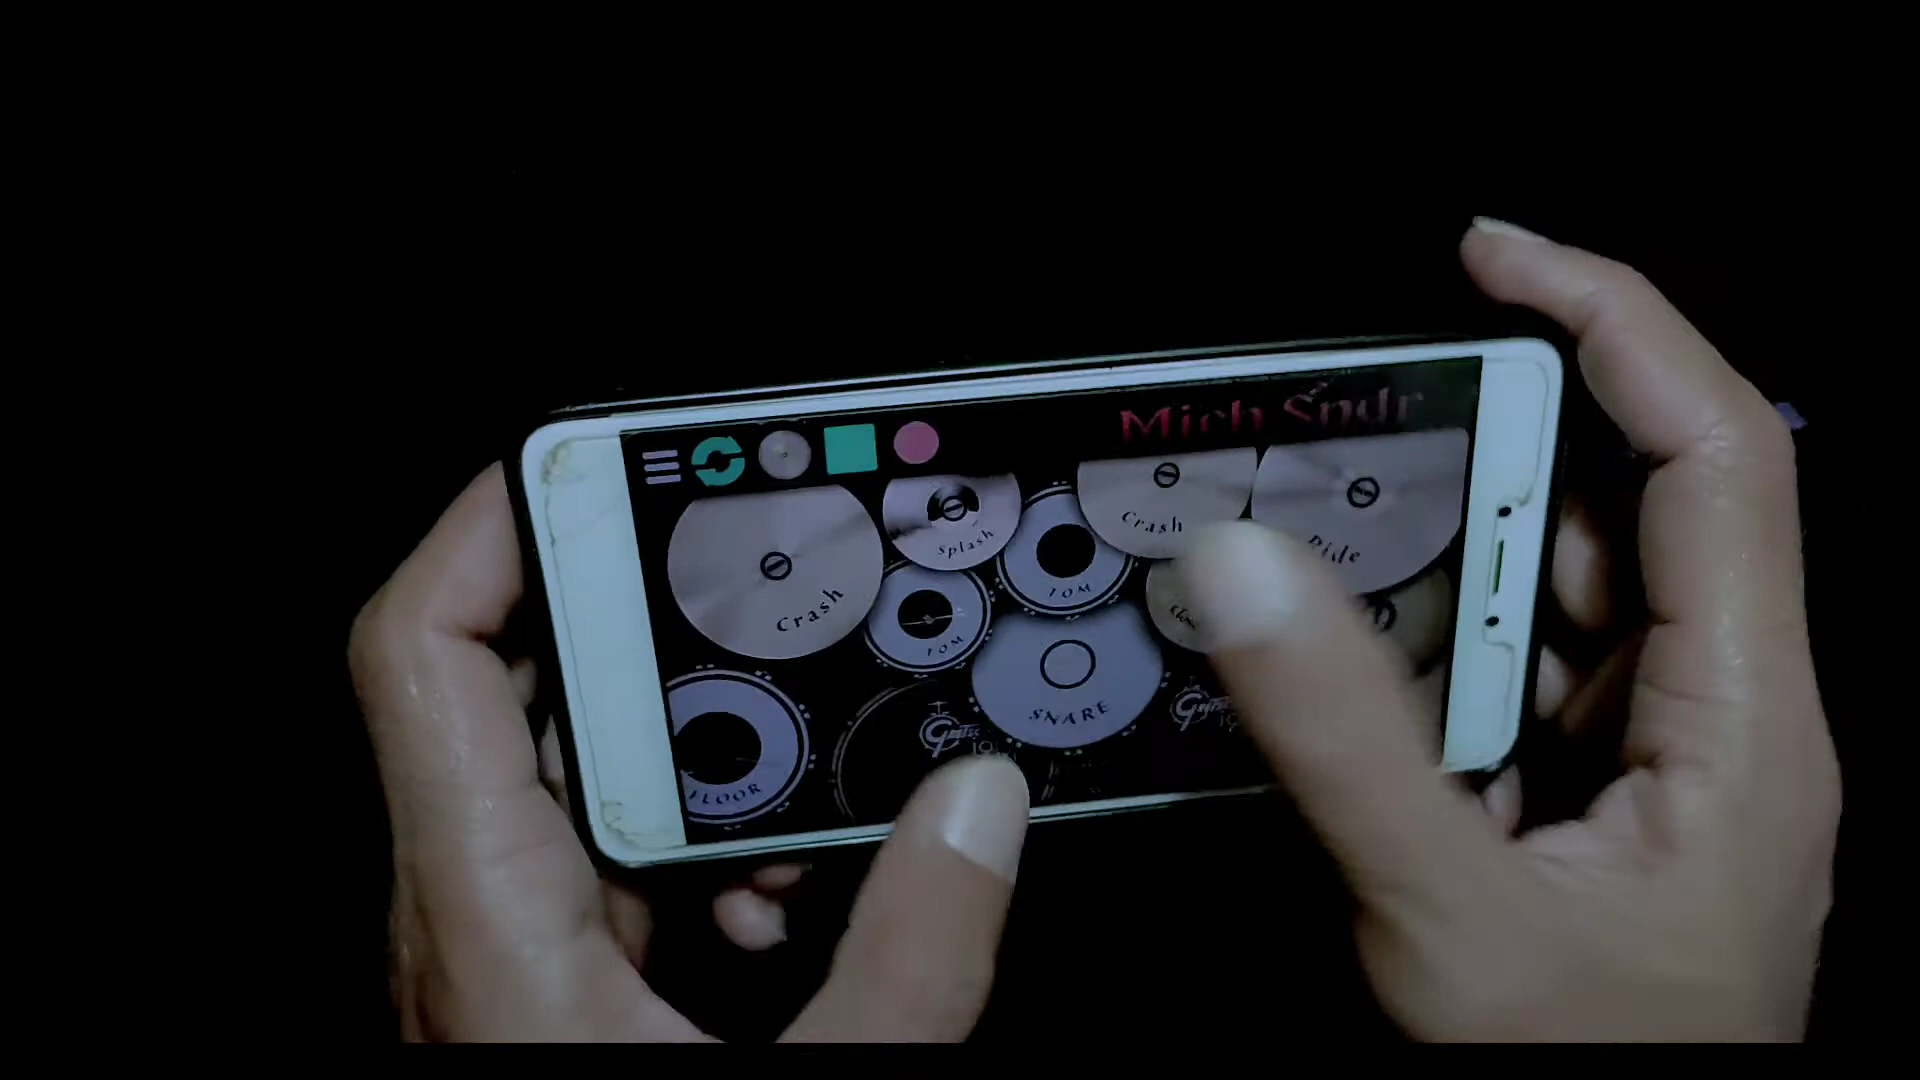 Mich Sndr
Crash
Splash
Crash
Ride
TOM
TOM
SNARE
FLOOR